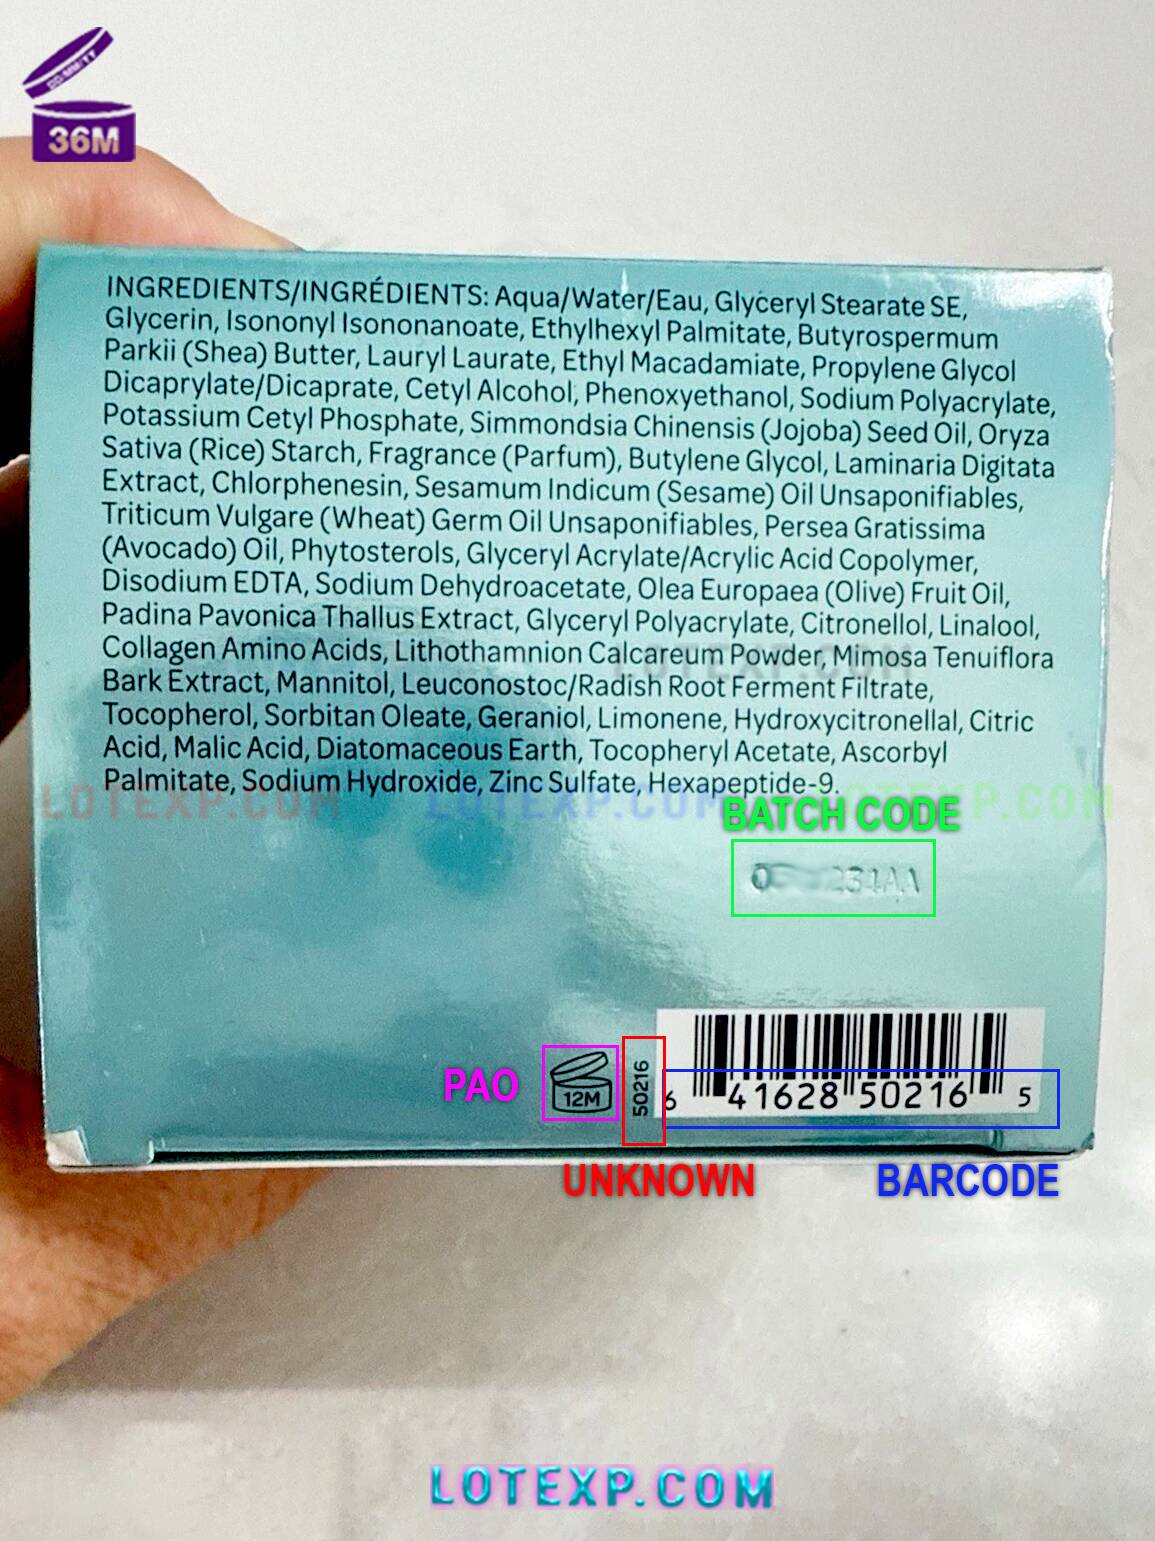 DD/MM/YY
36M
INGREDIENTS/INGRÉDIENTS: Aqua/Water/Eau, Glyceryl Stearate SE,
Glycerin, Isononyl Isononanoate, Ethylhexyl Palmitate, Butyrospermum
Parkii (Shea) Butter, Lauryl Laurate, Ethyl Macadamiate, Propylene Glycol
Dicaprylate/Dicaprate, Cetyl Alcohol, Phenoxyethanol, Sodium Polyacrylate,
Potassium Cetyl Phosphate, Simmondsia Chinensis (Jojoba) Seed Oil, Oryza
Sativa (Rice) Starch, Fragrance (Parfum), Butylene Glycol, Laminaria Digitata
Extract, Chlorphenesin, Sesamum Indicum (Sesame) Oil Unsaponifiables,
Triticum Vulgare (Wheat) Germ Oil Unsaponifiables, Persea Gratissima
(Avocado) Oil, Phytosterols, Glyceryl Acrylate/Acrylic Acid Copolymer,
Disodium EDTA, Sodium Dehydroacetate, Olea Europaea (Olive) Fruit Oil,
Padina Pavonica Thallus Extract, Glyceryl Polyacrylate, Citronellol, Linalool,
Collagen Amino Acids, Lithothamnion Calcareum Powder, Mimosa Tenuiflora
LOTEXP.COM
Bark Extract, Mannitol, Leuconostoc/Radish Root Ferment Filtrate,
Tocopherol, Sorbitan Oleate, Geraniol, Limonene, Hydroxycitronellal, Citric
Acid, Malic Acid, Diatomaceous Earth, Tocopheryl Acetate, Ascorbyl
Palmitate, Sodium Hydroxide, Zinc Sulfate, Hexapeptide-9.
LOTEXP.COM LOTEXP.COM LOTEXP.COM
BATCH CODE
PAO
12M
50216
6 41628 50216 5
UNKNOWN
BARCODE
LOTEXP.COM